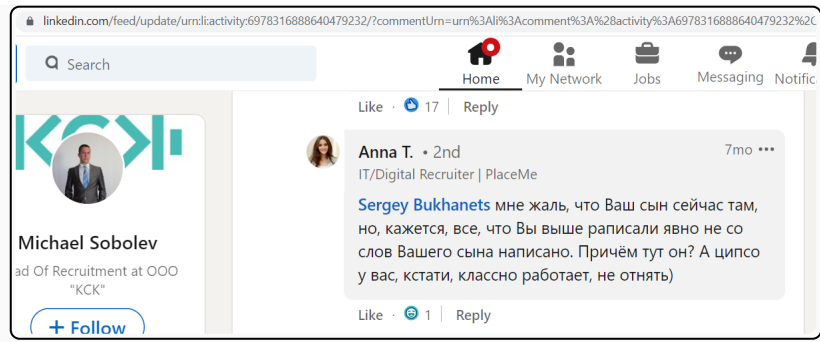 linkedin.com/feed/update/urn:li:activity:6978316888640479232/?commentUrn=urn%3Ali%3Acomment%3A%28activity%3A6978316888640479232%2C
Search
Home
My Network
Jobs
Messaging
Notific
Like · 17 | Reply
Anna T. • 2nd
7mo •••
IT/Digital Recruiter | PlaceMe
Sergey Bukhanets мне жаль, что Ваш сын сейчас там,
но, кажется, все, что Вы выше раписали явно не со
слов Вашего сына написано. Причём тут он? А ципсо
у вас, кстати, классно работает, не отнять)
Like · 1 | Reply
КСК
Michael Sobolev
ad Of Recruitment at ООО
"КСК"
+ Follow